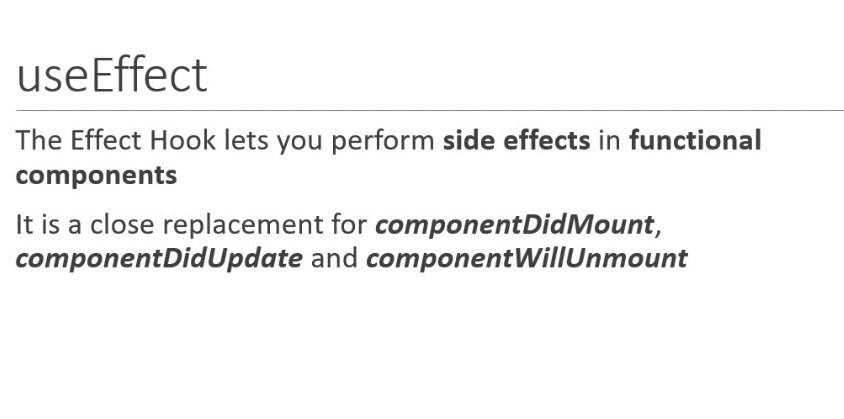 useEffect
The Effect Hook lets you perform side effects in functional
components
It is a close replacement for componentDidMount,
componentDidUpdate and componentWillUnmount